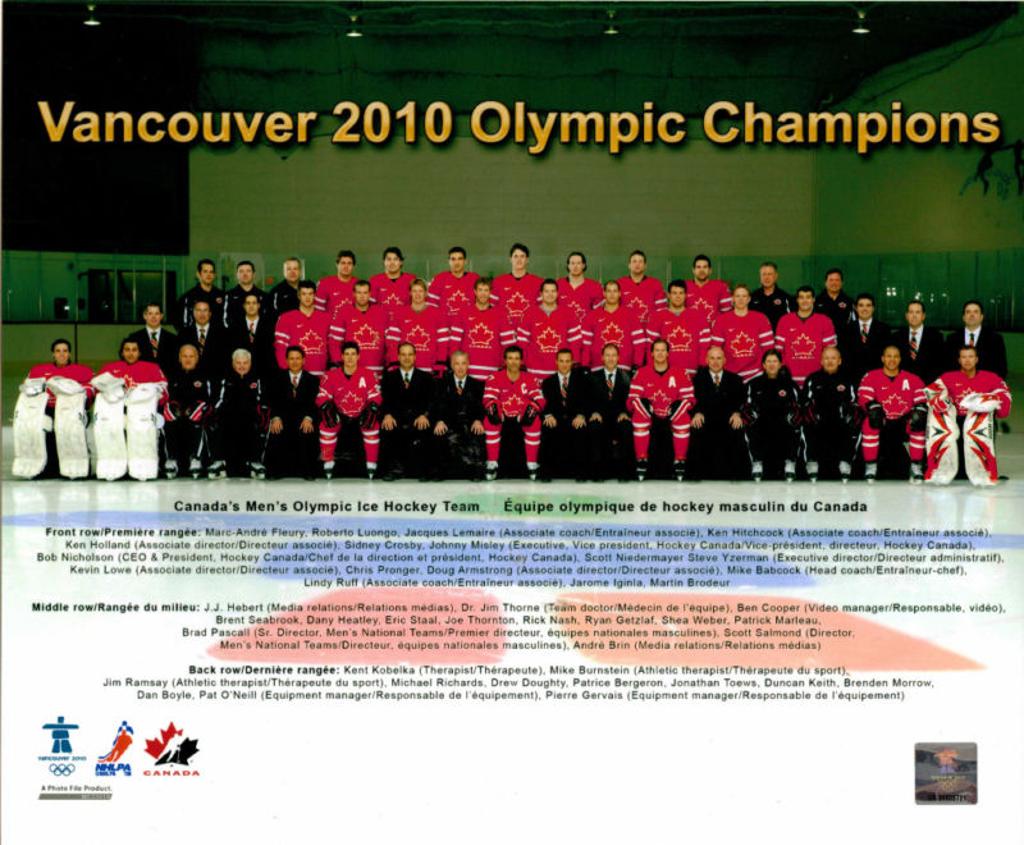 Vancouver 2010 Olympic Champions
Canada's Men's Olympic Ice Hockey Team Équipe olympique de hockey masculin du Canada
Front row/Première rangée: Marc-André Fleury, Roberto Luongo, Jacques Lemaire (Associate coach/Entraîneur associé), Ken Hitchcock (Associate coach/Entraîneur associé),
Ken Holland (Associate director/Directeur associé), Sidney Crosby, Johnny Misley (Executive, Vice president, Hockey Canada/Vice-président, directeur, Hockey Canada),
Bob Nicholson (CEO & President, Hockey Canada/Chef de la direction et président, Hockey Canada), Scott Niedermayer Steve Yzerman (Executive director/Directeur administratif),
Kevin Lowe (Associate director/Directeur associé), Chris Pronger, Doug Armstrong (Associate director/Directeur associé), Mike Babcock (Head coach/Entraîneur-chef),
Lindy Ruff (Associate coach/Entraîneur associé), Jarome Iginla, Martin Brodeur
Middle row/Rangée du milieu: J.J. Hebert (Media relations/Relations médias), Dr. Jim Thorne (Team doctor/Médecin de l'équipe), Ben Cooper (Video manager/Responsable, vidéo),
Brent Seabrook, Dany Heatley, Eric Staal, Joe Thornton, Rick Nash, Ryan Getzlaf, Shea Weber, Patrick Marleau,
Brad Pascall (Sr. Director, Men's National Teams/Premier directeur, équipes nationales masculines), Scott Salmond (Director,
Men's National Teams/Directeur, équipes nationales masculines), André Brin (Media relations/Relations médias)
Back row/Dernière rangée: Kent Kobelka (Therapist/Thérapeute), Mike Burnstein (Athletic therapist/Thérapeute du sport),
Jim Ramsay (Athletic therapist/Thérapeute du sport), Michael Richards, Drew Doughty, Patrice Bergeron, Jonathan Toews, Duncan Keith, Brenden Morrow,
Dan Boyle, Pat O'Neill (Equipment manager/Responsable de l'équipement), Pierre Gervais (Equipment manager/Responsable de l'équipement)
vancouver 2010
NHLPA
CANADA
A Photo File Product.